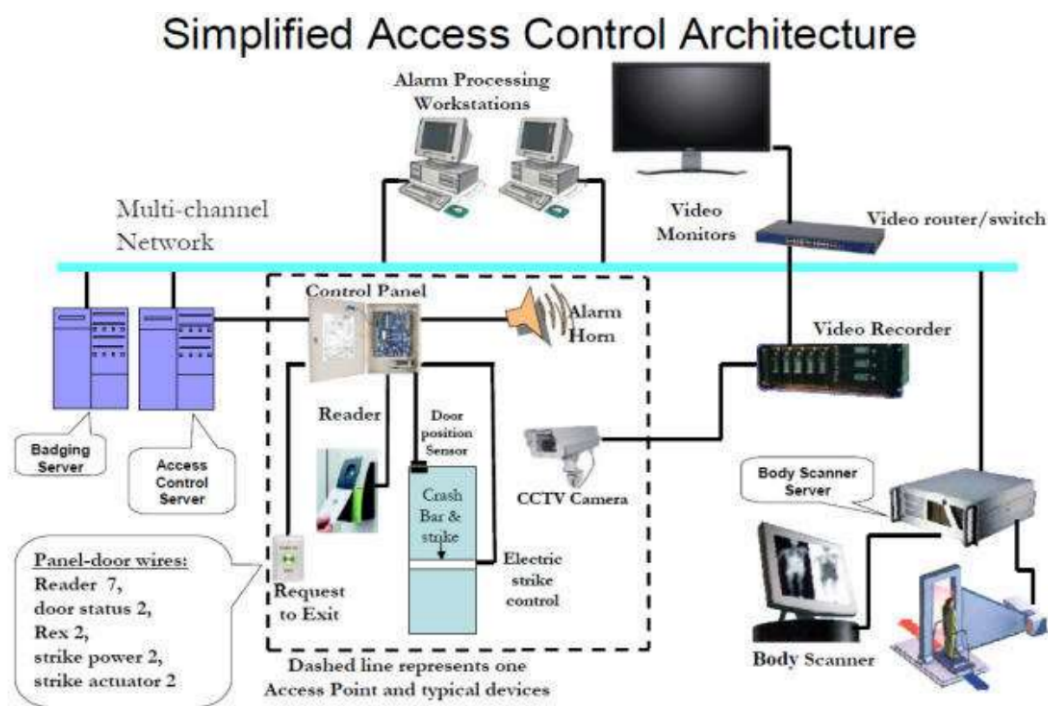 Simplified Access Control Architecture
Alarm Processing
Workstations
Multi-channel
Network
Video
Monitors
Video router/switch
Control Panel
Alarm
Horn
Video Recorder
Reader
Door
position
Sensor
Badging
Server
Access
Control
Server
CCTV Camera
Body Scanner
Server
Crash
Bar &
strike
Electric
strike
control
Request
to Exit
Panel-door wires:
Reader 7,
door status 2,
Rex 2,
strike power 2,
strike actuator 2
Body Scanner
Dashed line represents one
Access Point and typical devices